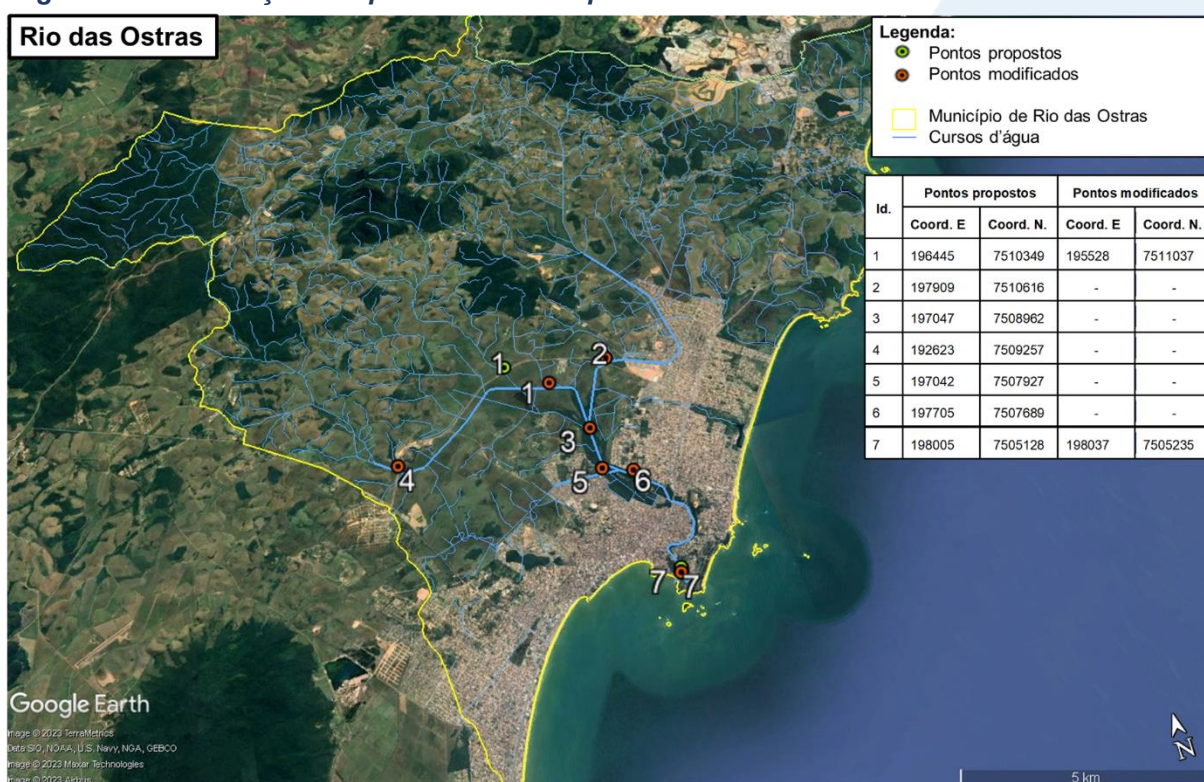 Rio das Ostras
Legenda:
Pontos propostos
Pontos modificados
Município de Rio das Ostras
Cursos d'água
Id. Pontos propostos Pontos modificados
Coord. E Coord. N. Coord. E Coord. N.
1 196445 7510349 195528 7511037
2 197909 7510616 - -
3 197047 7508962 - -
4 192623 7509257 - -
5 197042 7507927 - -
6 197705 7507689 - -
7 198005 7505128 198037 7505235
1
2
1
3
4
5
6
7
7
Google Earth
Image © 2023 TerraMetrics
Data SIO, NOAA, U.S. Navy, NGA, GEBCO
Image © 2023 Maxar Technologies
Image © 2023 Airbus
N
5 km